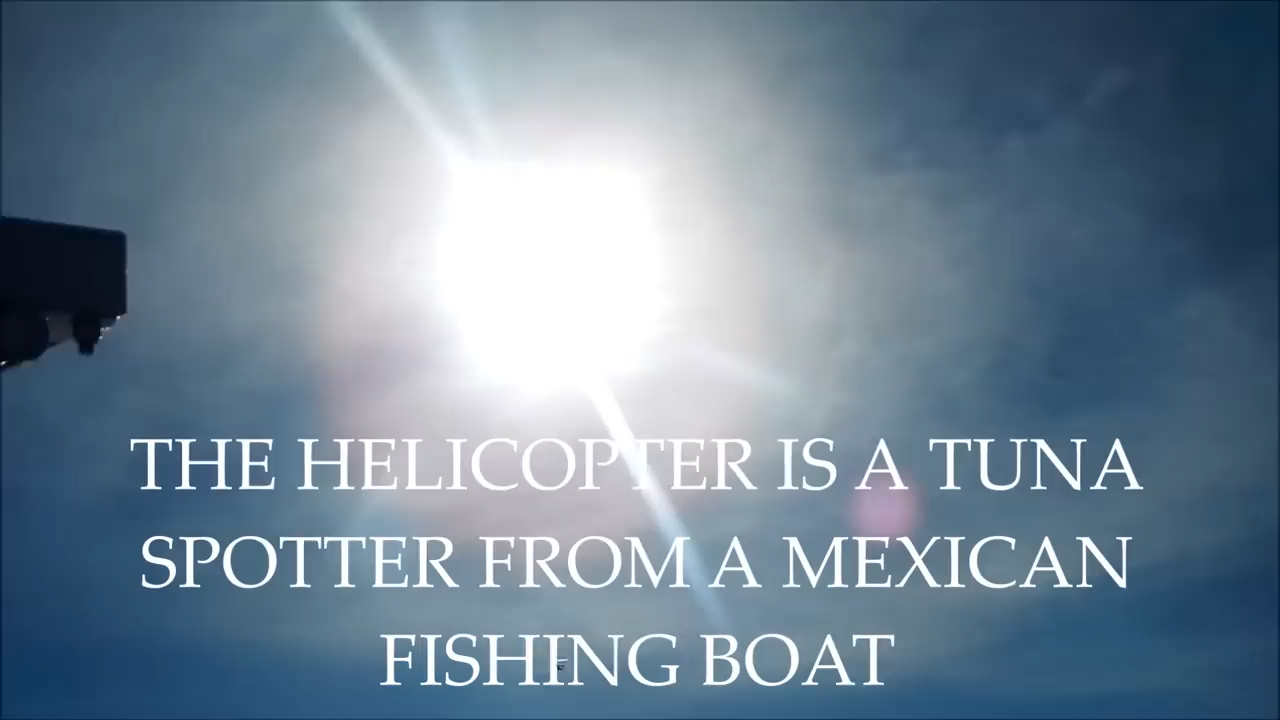 THE HELICOPTER IS A TUNA
SPOTTER FROM A MEXICAN
FISHING BOAT